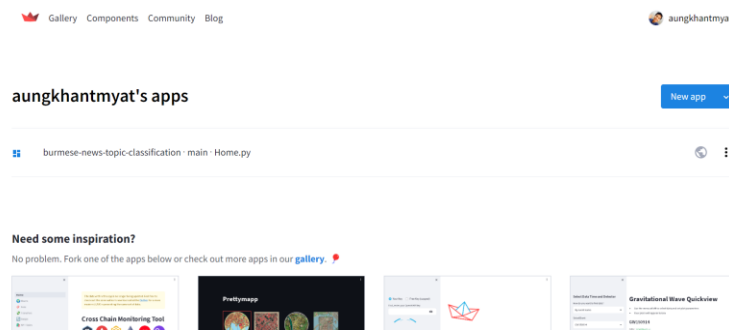 Gallery Components Community Blog aungkhantmya
aungkhantmyat's apps
New app
burmese-news-topic-classification · main · Home.py
Need some inspiration?
No problem. Fork one of the apps below or check out more apps in our gallery. 🎈
Cross Chain Monitoring Tool
Prettymapp
Gravitational Wave Quickview